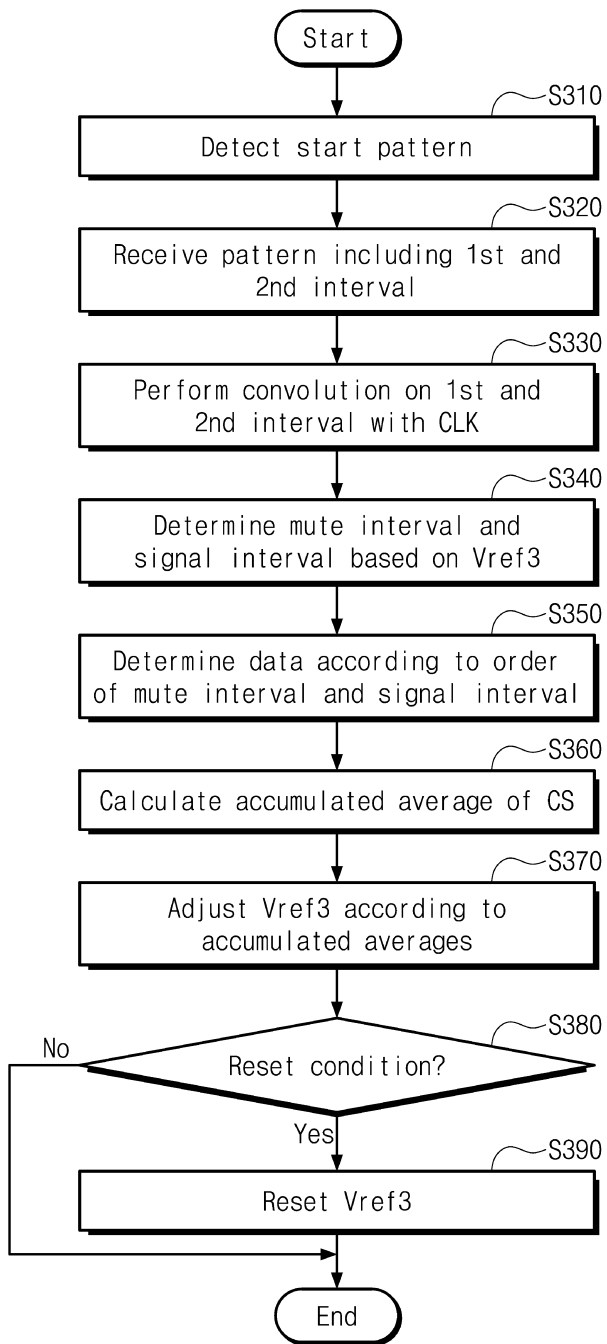 Start
S310
Detect start pattern
S320
Receive pattern including 1st and
2nd interval
S330
Perform convolution on 1st and
2nd interval with CLK
S340
Determine mute interval and
signal interval based on Vref3
S350
Determine data according to order
of mute interval and signal interval
S360
Calculate accumulated average of CS
S370
Adjust Vref3 according to
accumulated averages
S380
No
Reset condition?
Yes
S390
Reset Vref3
End